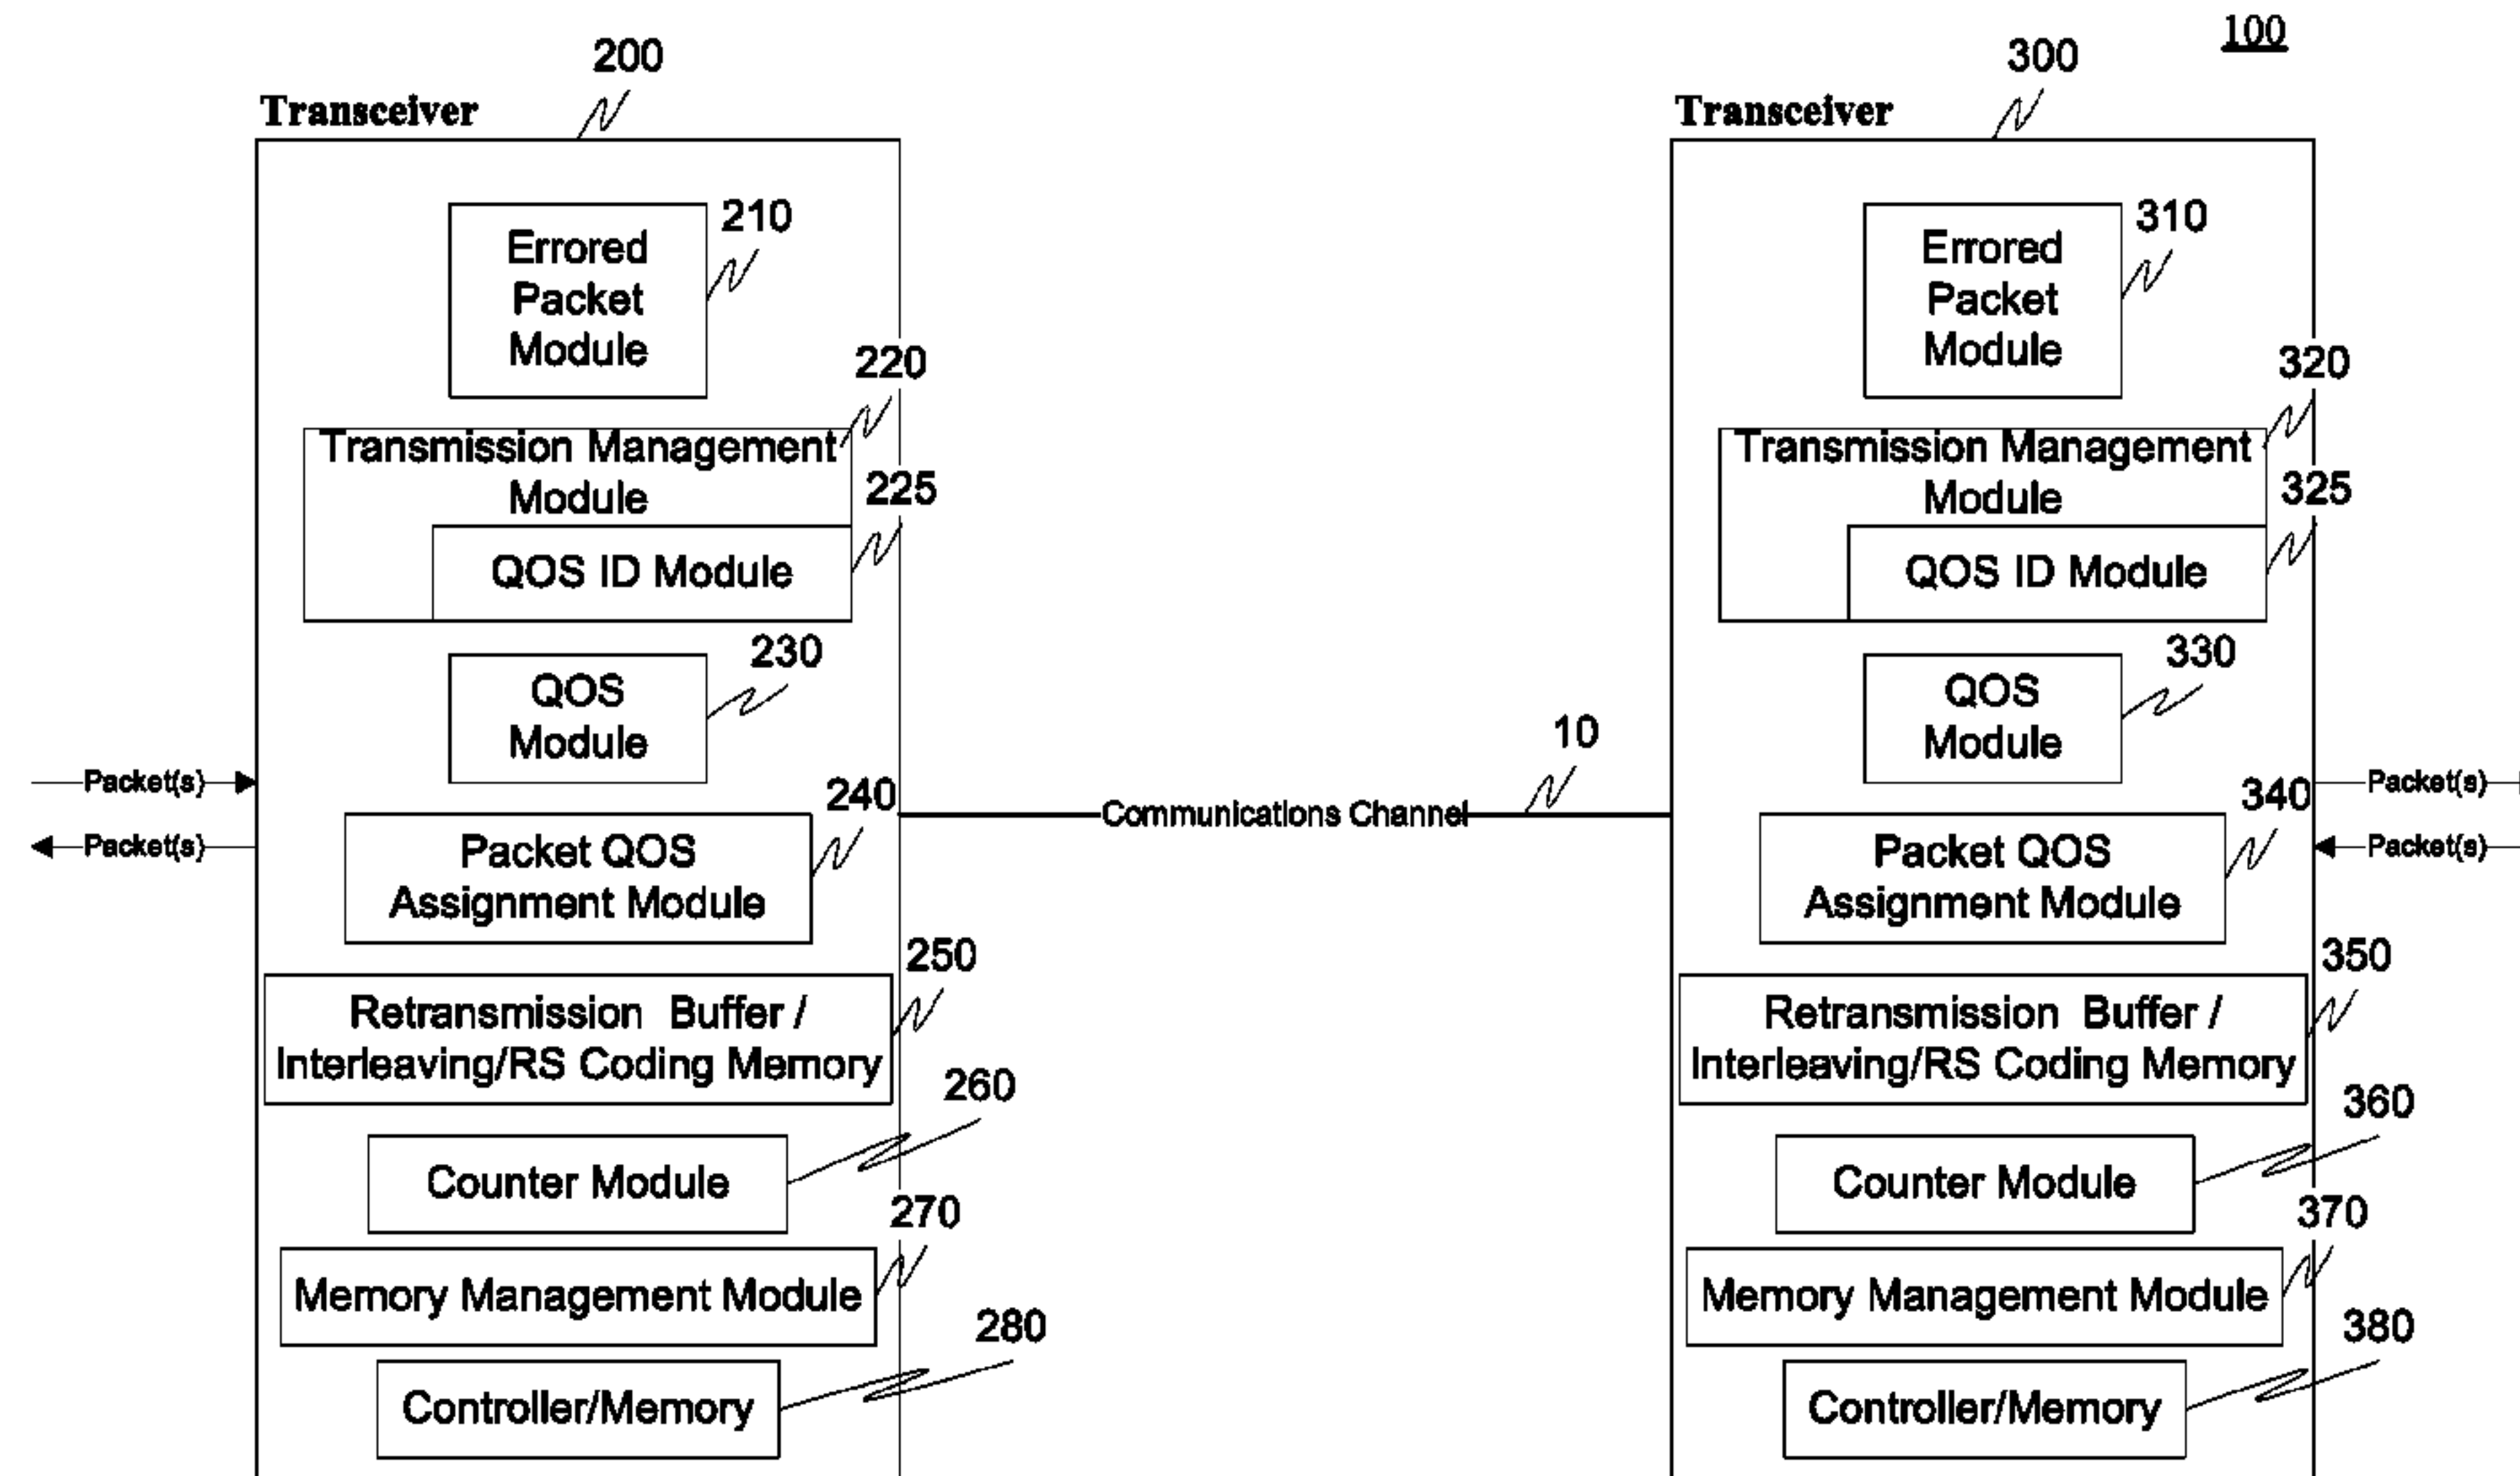 100
200
Transceiver
210
Errored
Packet
Module
220
Transmission Management
Module
225
QOS ID Module
230
QOS
Module
Packet(s)
Packet(s)
240
Packet QOS
Assignment Module
250
Retransmission Buffer /
Interleaving/RS Coding Memory
260
Counter Module
270
Memory Management Module
280
Controller/Memory
10
Communications Channel
300
Transceiver
310
Errored
Packet
Module
320
Transmission Management
Module
325
QOS ID Module
330
QOS
Module
Packet(s)
Packet(s)
340
Packet QOS
Assignment Module
350
Retransmission Buffer /
Interleaving/RS Coding Memory
360
Counter Module
370
Memory Management Module
380
Controller/Memory